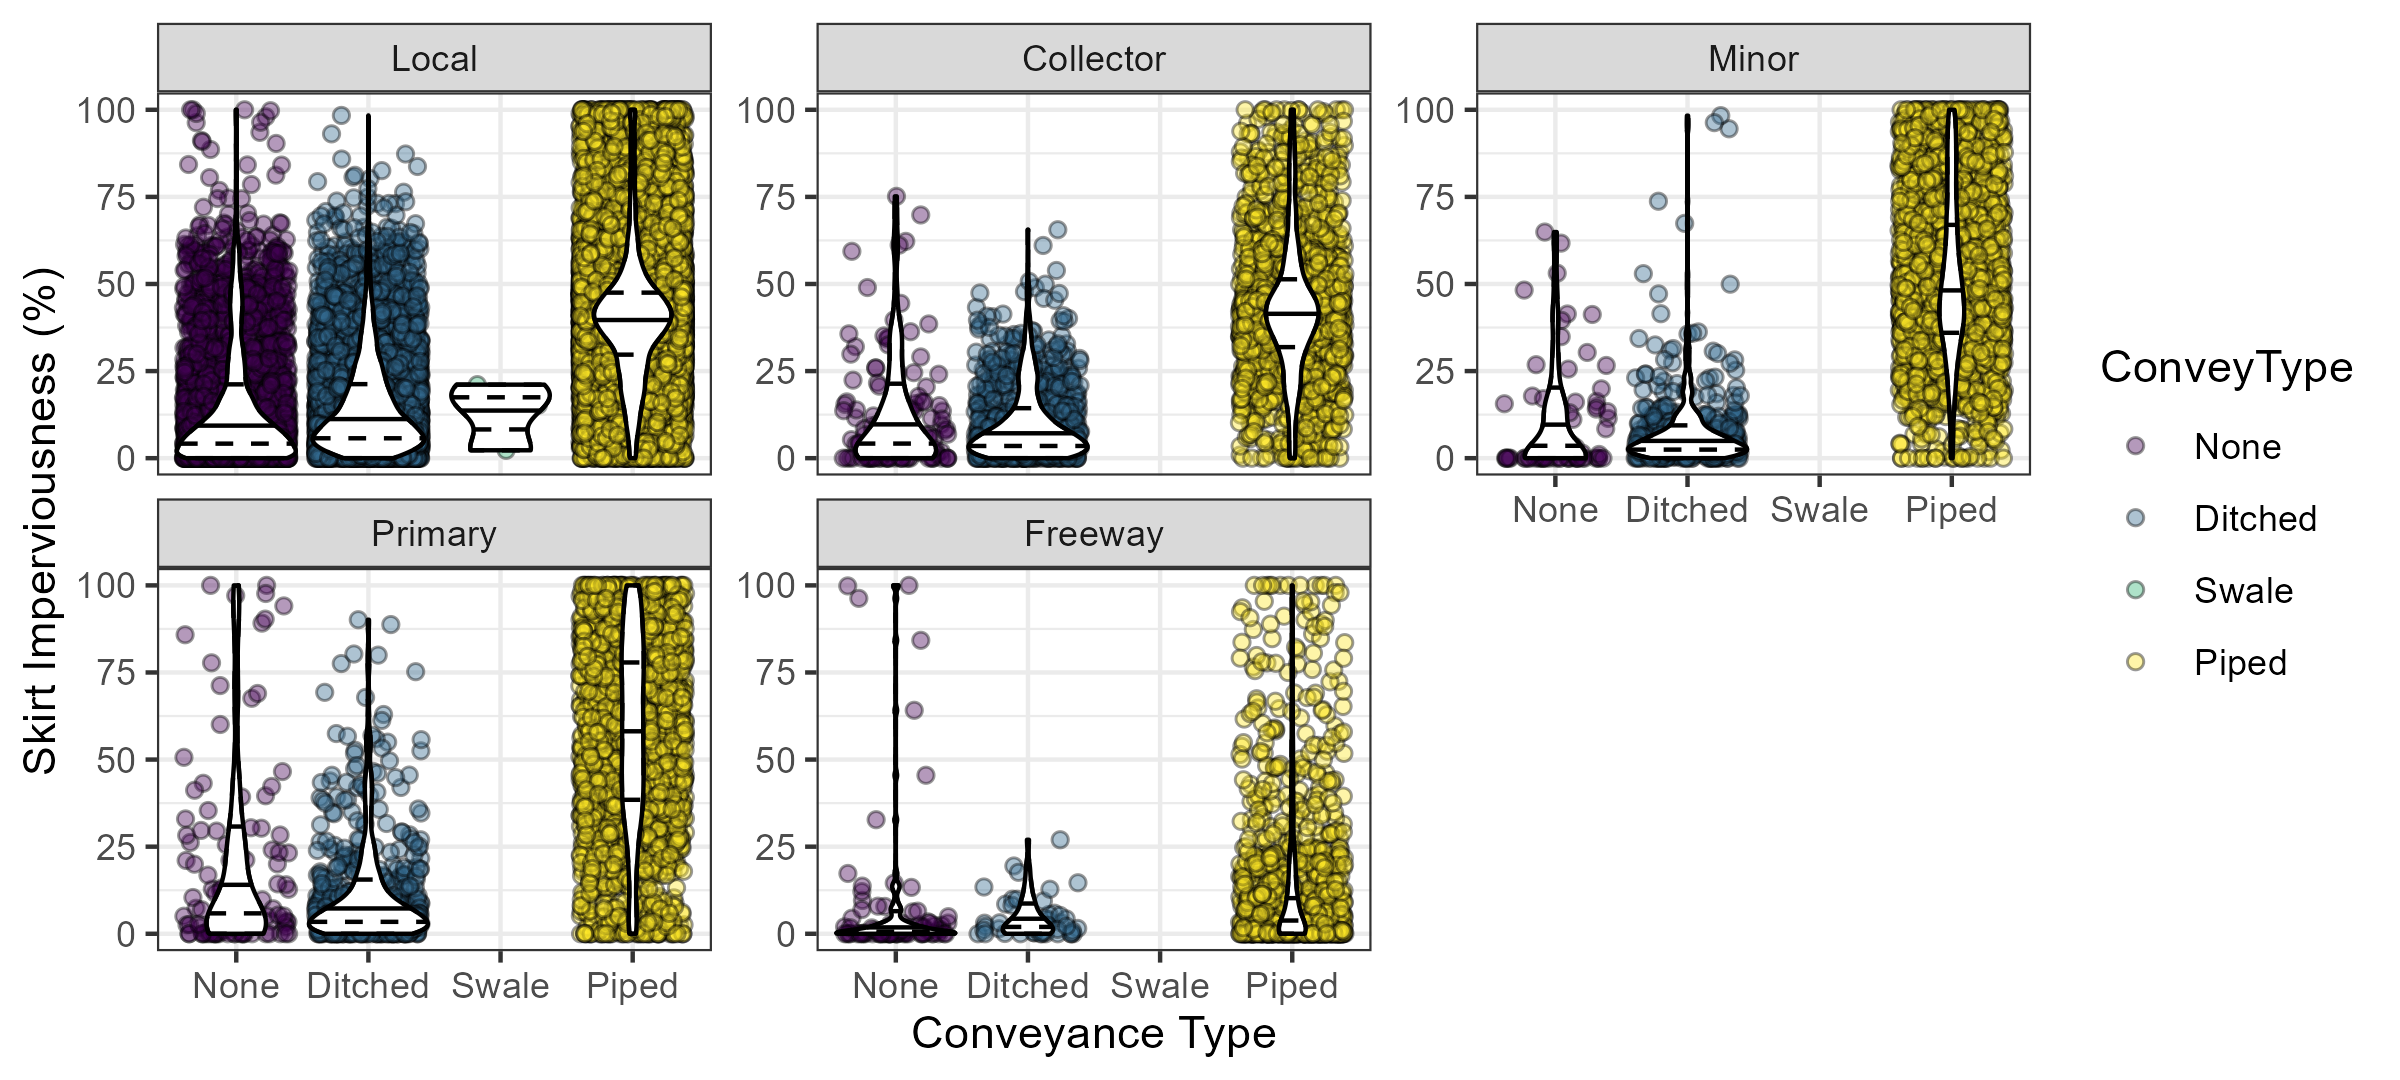 Local
Collector
Minor
100
75
50
25
0
100
75
50
25
0
100
75
50
25
0
None Ditched Swale Piped
Primary
Freeway
100
75
50
25
0
100
75
50
25
0
None Ditched Swale Piped
None Ditched Swale Piped
Skirt Imperviousness (%)
Conveyance Type
ConveyType
None
Ditched
Swale
Piped